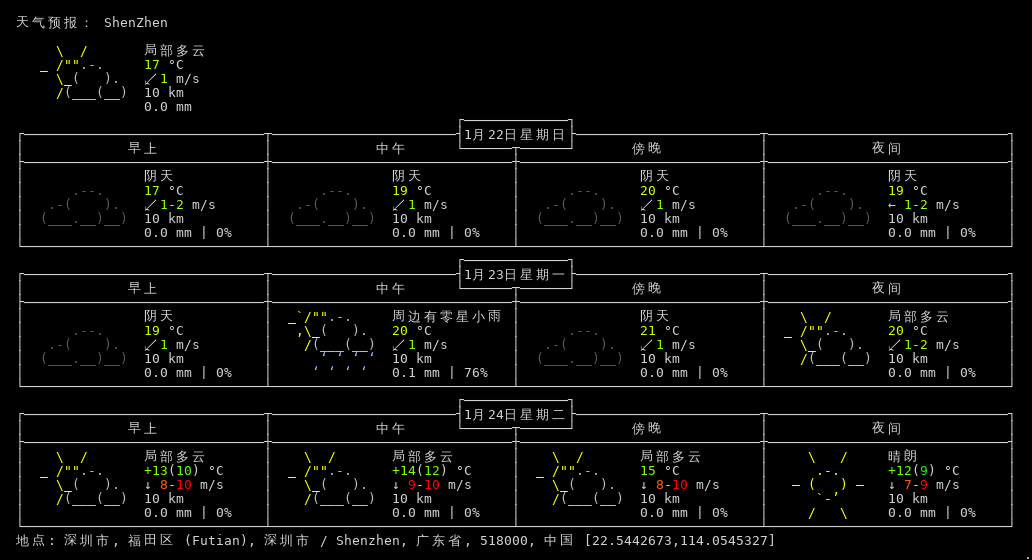 天气预报： ShenZhen
局部多云
17 °C
↙1 m/s
10 km
0.0 mm
1月22日星期日
早上 中午 傍晚 夜间
阴天 阴天 阴天 阴天
17 °C 19 °C 20 °C 19 °C
↙1-2 m/s ↙1 m/s ↙1 m/s ← 1-2 m/s
10 km 10 km 10 km 10 km
0.0 mm | 0% 0.0 mm | 0% 0.0 mm | 0% 0.0 mm | 0%
1月23日星期一
早上 中午 傍晚 夜间
阴天 周边有零星小雨 阴天 局部多云
19 °C 20 °C 21 °C 20 °C
↙1 m/s ↙1 m/s ↙1 m/s ↙1-2 m/s
10 km 10 km 10 km 10 km
0.0 mm | 0% 0.1 mm | 76% 0.0 mm | 0% 0.0 mm | 0%
1月24日星期二
早上 中午 傍晚 夜间
局部多云 局部多云 局部多云 晴朗
+13(10) °C +14(12) °C 15 °C +12(9) °C
↓ 8-10 m/s ↓ 9-10 m/s ↓ 8-10 m/s ↓ 7-9 m/s
10 km 10 km 10 km 10 km
0.0 mm | 0% 0.0 mm | 0% 0.0 mm | 0% 0.0 mm | 0%
地点: 深圳市, 福田区 (Futian), 深圳市 / Shenzhen, 广东省, 518000, 中国 [22.5442673,114.0545327]